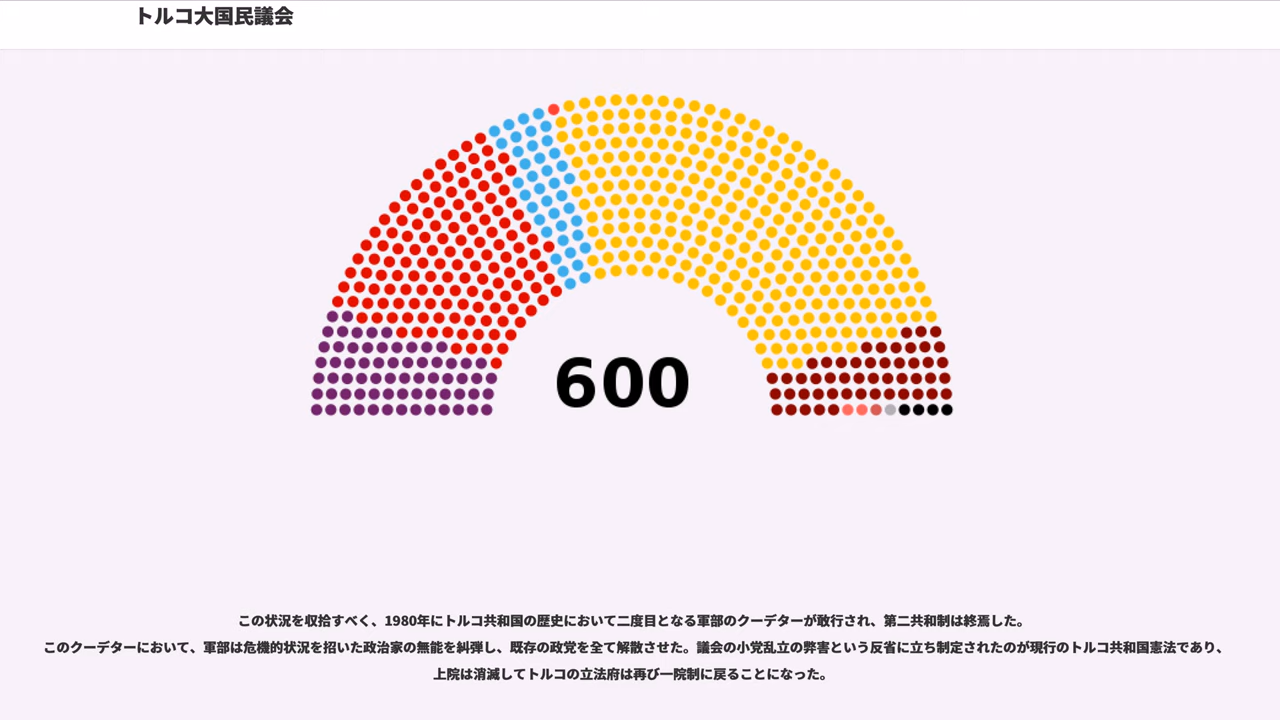 トルコ大国民議会
600
この状況を収拾すべく、1980年にトルコ共和国の歴史において二度目となる軍部のクーデターが敢行され、第二共和制は終焉した。
このクーデターにおいて、軍部は危機的状況を招いた政治家の無能を糾弾し、既存の政党を全て解散させた。議会の小党乱立の弊害という反省に立ち制定されたのが現行のトルコ共和国憲法であり、
上院は消滅してトルコの立法府は再び一院制に戻ることになった。